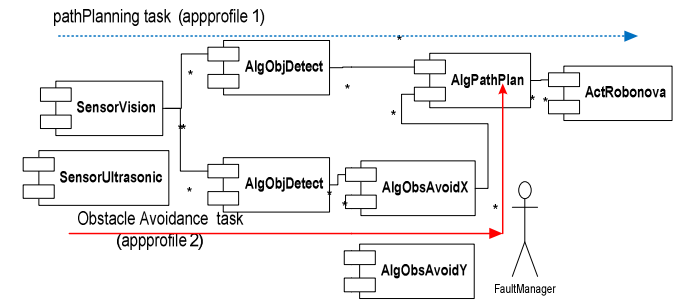 pathPlanning task (appprofile 1)
*
AlgObjDetect
AlgPathPlan
ActRobonova
SensorVision
*
*
*
*
*
**
SensorUltrasonic
AlgObjDetect
AlgObsAvoidX
*
*
*
*
Obstacle Avoidance task
(appprofile 2)
AlgObsAvoidY
FaultManager